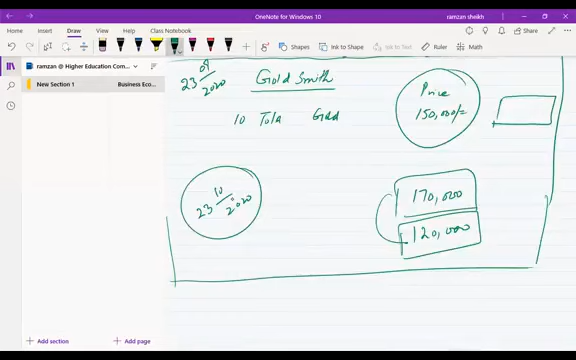 OneNote for Windows 10
ramzan sheikh
Home Insert Draw View Help Class Notebook
Shapes Ink to Shape Ink to Text Ruler Math
ramzan @ Higher Education Com...
New Section 1
Business Eco...
Gold Smith
23 09/2020
10 Tola Gold
Price
150,000/=
23 10/2020
170,000
120,000
+ Add section
+ Add page